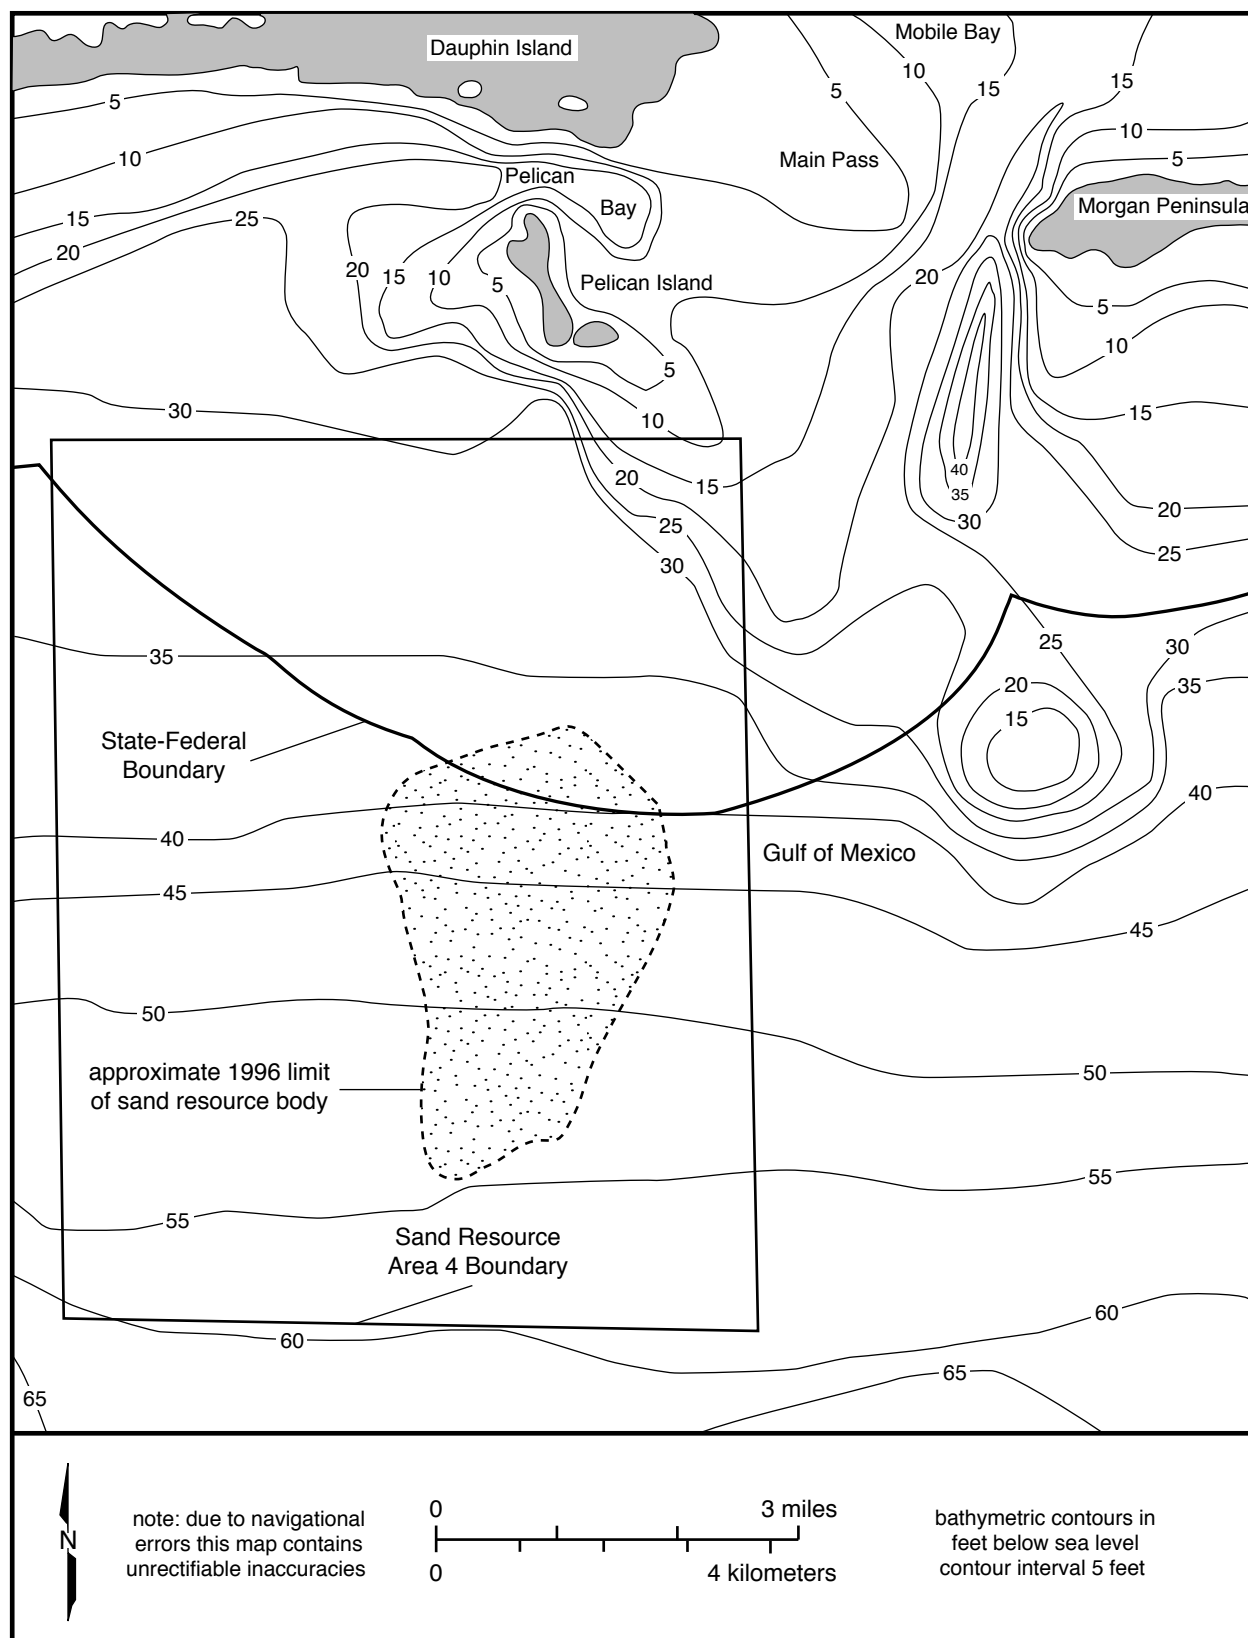 Dauphin Island
Mobile Bay
10
15
15
5
5
10
10
5
Main Pass
Pelican
Bay
Morgan Peninsula
15
25
20
20
15
10
5
Pelican Island
20
5
10
5
30
10
15
40
20
15
35
30
20
25
25
30
35
25
30
20
35
15
State-Federal
Boundary
40
40
Gulf of Mexico
45
45
50
approximate 1996 limit
of sand resource body
50
55
55
Sand Resource
Area 4 Boundary
60
60
65
65
N
note: due to navigational
errors this map contains
unrectifiable inaccuracies
0
3 miles
0
4 kilometers
bathymetric contours in
feet below sea level
contour interval 5 feet